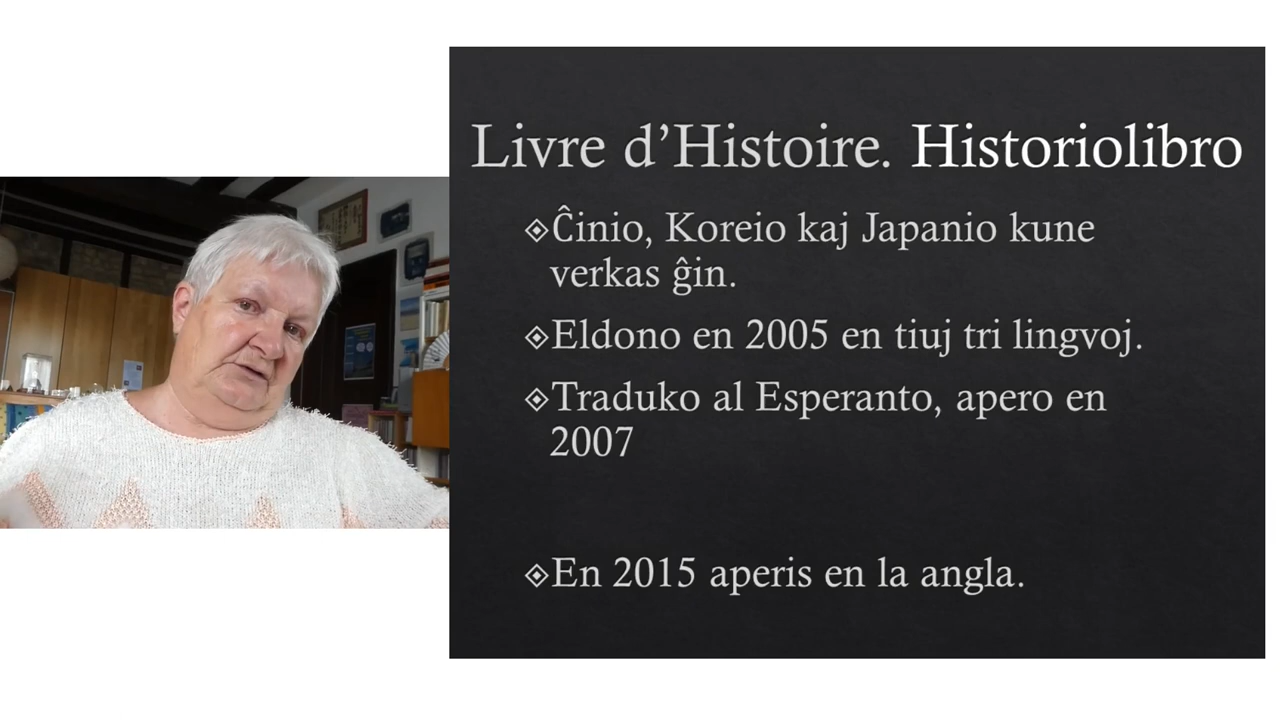 Livre d’Histoire. Historiolibro
Ĉinio, Koreio kaj Japanio kune
verkas ĝin.
Eldono en 2005 en tiuj tri lingvoj.
Traduko al Esperanto, apero en
2007
En 2015 aperis en la angla.